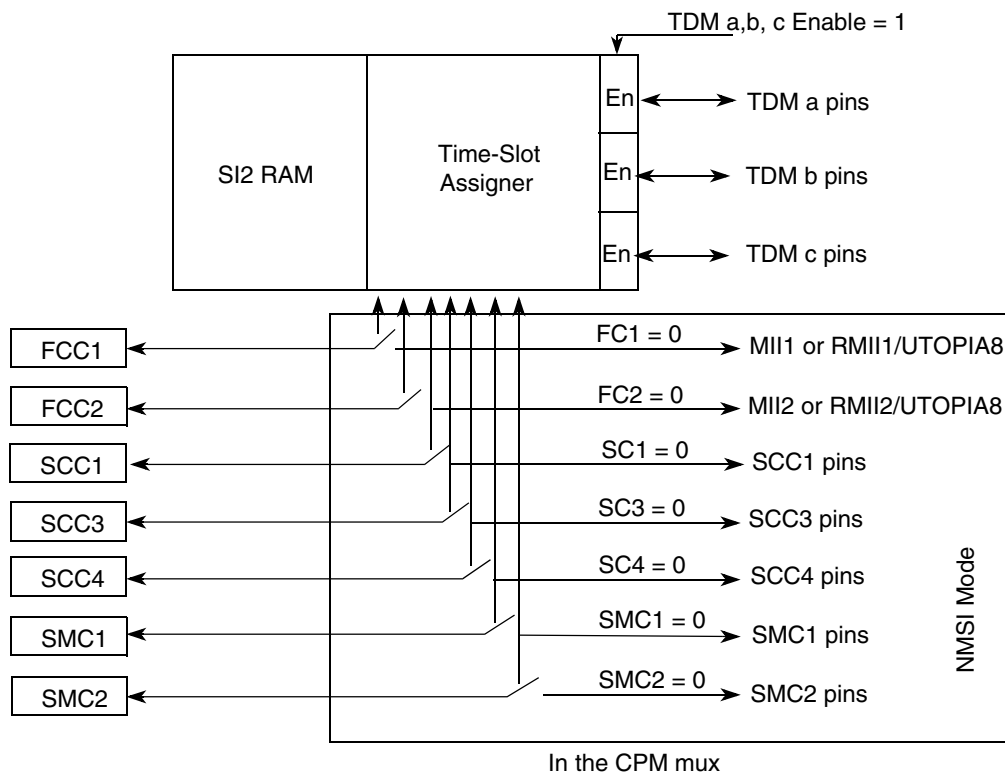 TDM a,b, c Enable = 1
En
TDM a pins
SI2 RAM
Time-Slot
Assigner
En
TDM b pins
En
TDM c pins
FCC1
FC1 = 0
MII1 or RMII1/UTOPIA8
FCC2
FC2 = 0
MII2 or RMII2/UTOPIA8
SCC1
SC1 = 0
SCC1 pins
SCC3
SC3 = 0
SCC3 pins
SCC4
SC4 = 0
SCC4 pins
SMC1
SMC1 = 0
SMC1 pins
SMC2
SMC2 = 0
SMC2 pins
NMSI Mode
In the CPM mux